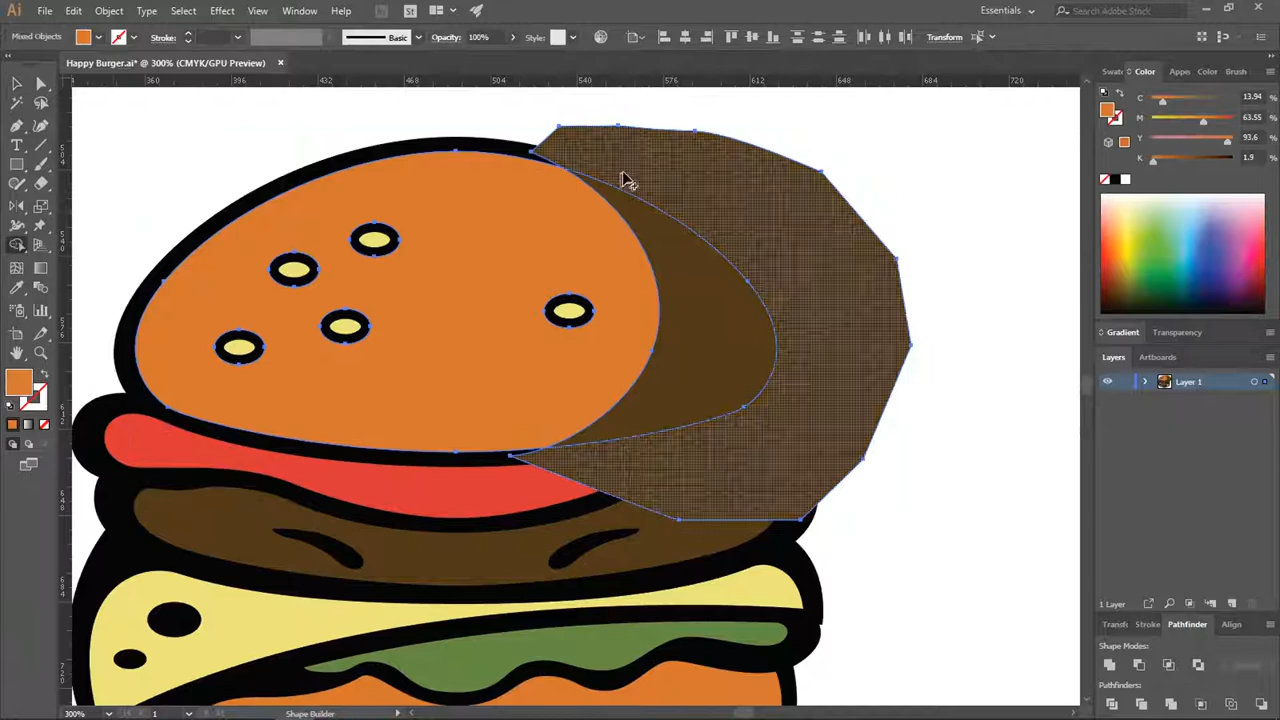 Ai File Edit Object Type Select Effect View Window Help Br St Essentials Search Adobe Stock
Mixed Objects Stroke: Basic Opacity: 100% Style: Transform
Happy Burger.ai* @ 300% (CMYK/GPU Preview)
360 396 432 468 504 540 576 612 648 684 720
Swatc Color Appe Color Brush
C 13.94 %
M 63.55 %
Y 93.6 %
K 1.9 %
Gradient Transparency
Layers Artboards
Layer 1
1 Layer
Transf Stroke Pathfinder Align
Shape Modes:
Pathfinders:
300% 1 Shape Builder